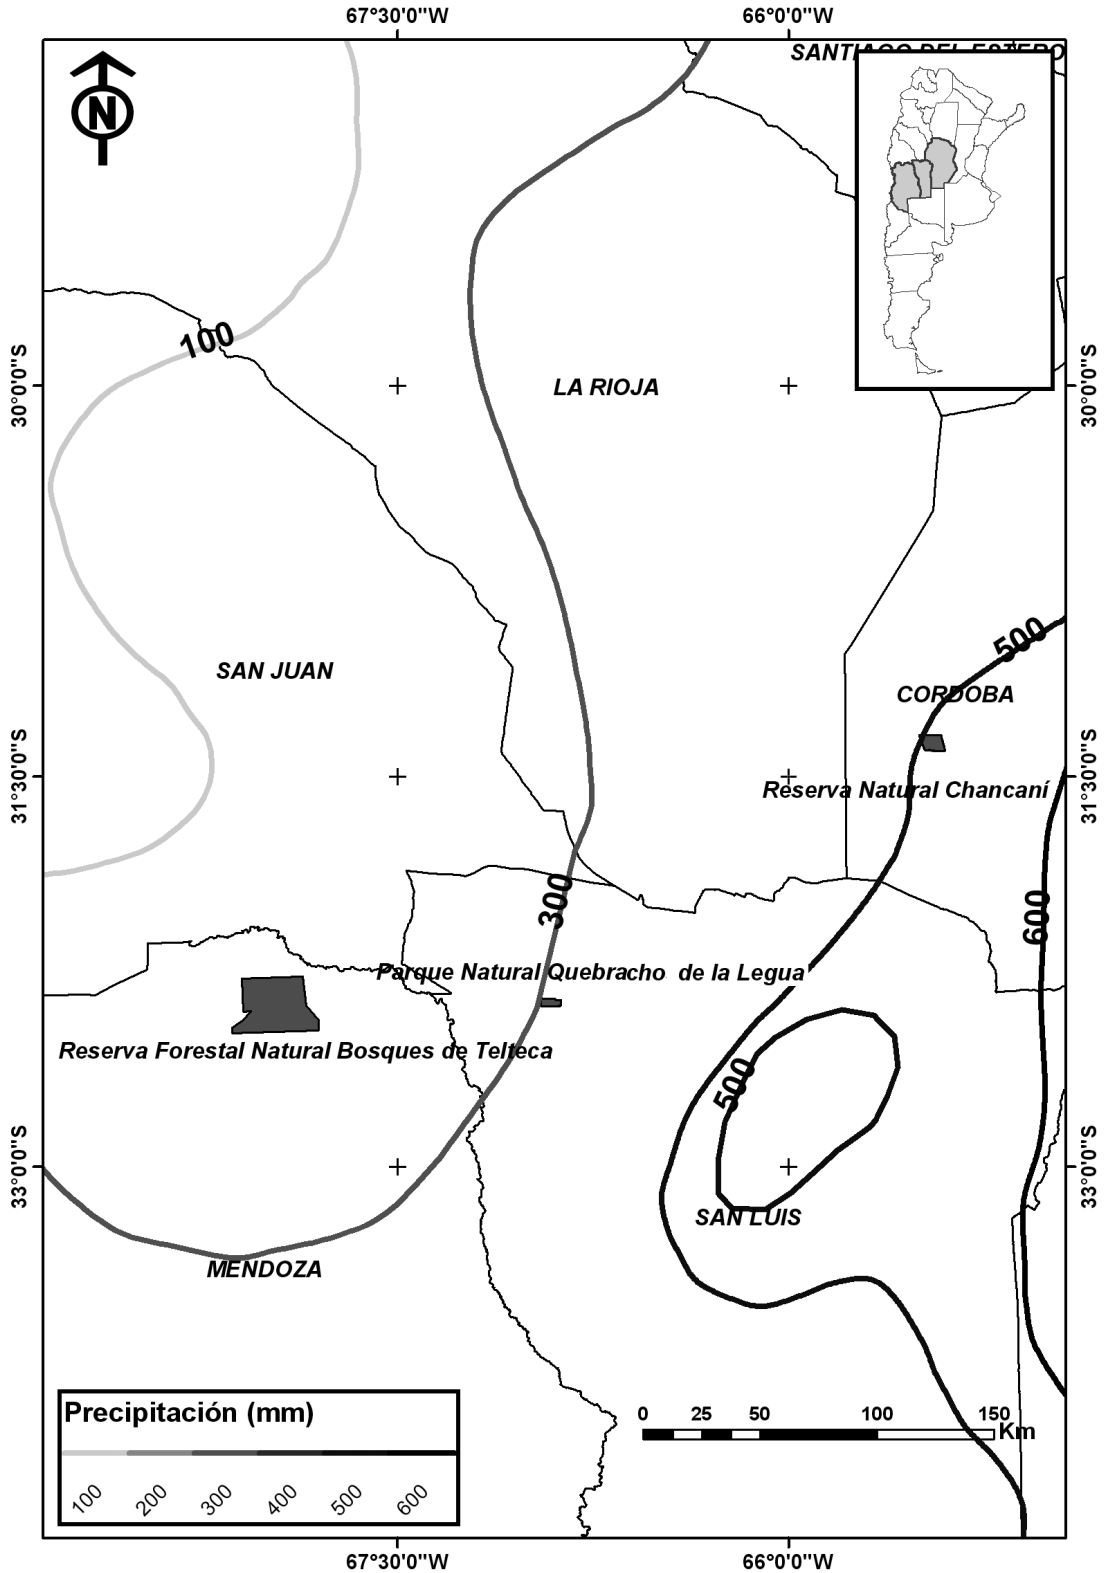 67°30'0"W 66°0'0"W
SANTIAGO DEL ESTERO
N
100
30°0'0"S 30°0'0"S
LA RIOJA
500
SAN JUAN
CORDOBA
31°30'0"S 31°30'0"S
Reserva Natural Chancaní
300
600
Parque Natural Quebracho de la Legua
Reserva Forestal Natural Bosques de Telteca
500
33°0'0"S 33°0'0"S
SAN LUIS
MENDOZA
Precipitación (mm)
100 200 300 400 500 600
0 25 50 100 150
Km
67°30'0"W 66°0'0"W